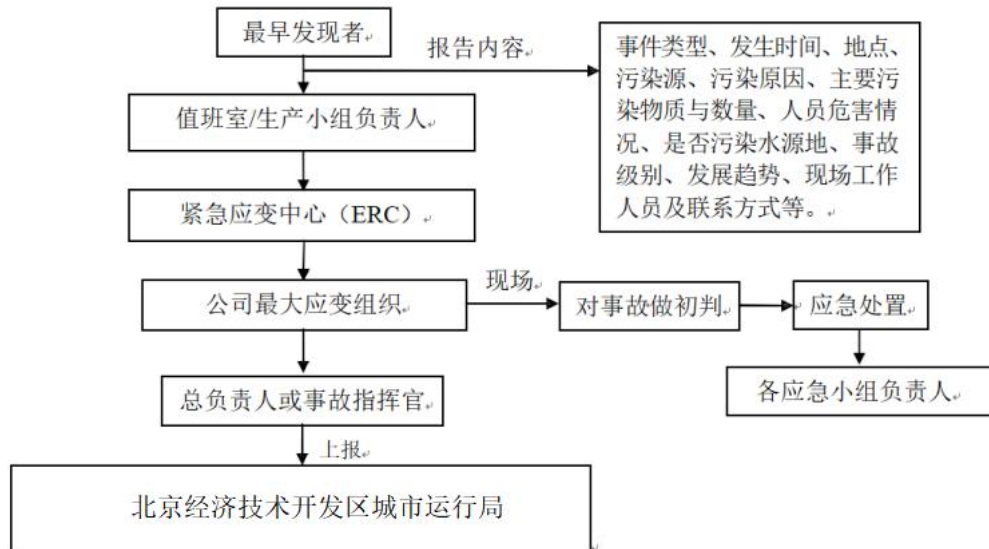 最早发现者
报告内容
事件类型、发生时间、地点、
污染源、污染原因、主要污
染物质与数量、人员危害情
况、是否污染水源地、事故
级别、发展趋势、现场工作
人员及联系方式等。
值班室/生产小组负责人
紧急应变中心（ERC）
公司最大应变组织
现场
对事故做初判
应急处置
各应急小组负责人
总负责人或事故指挥官
上报
北京经济技术开发区城市运行局